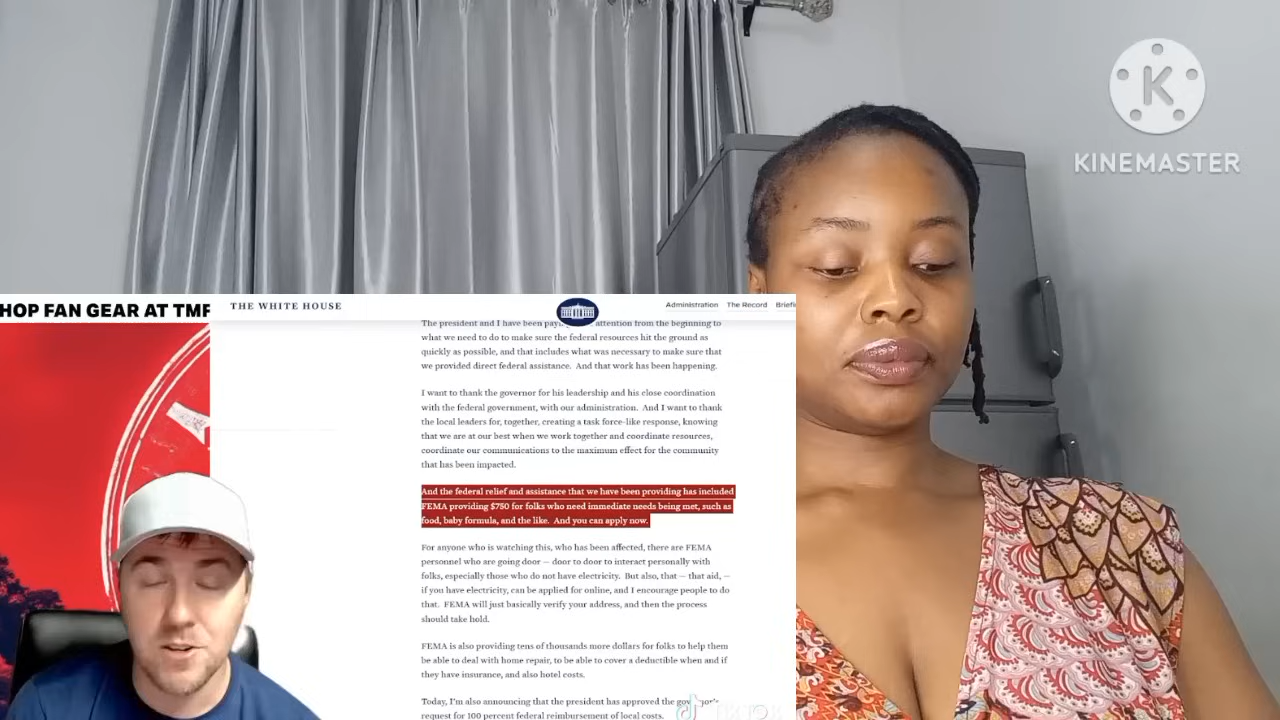 K
KINEMASTER
HOP FAN GEAR AT TMF
THE WHITE HOUSE
Administration The Record Briefi
The president and I have been attention from the beginning to
what we need to do to make sure the federal resources hit the ground as
quickly as possible, and that includes what was necessary to make sure that
we provided direct federal assistance. And that work has been happening.
I want to thank the governor for his leadership and his close coordination
with the federal government, with our administration. And I want to thank
the local leaders for, together, creating a task force-like response, knowing
that we are at our best when we work together and coordinate resources,
coordinate our communications to the maximum effect for the community
that has been impacted.
And the federal relief and assistance that we have been providing has included
FEMA providing $750 for folks who need immediate needs being met, such as
food, baby formula, and the like. And you can apply now.
For anyone who is watching this, who has been affected, there are FEMA
personnel who are going door — door to door to interact personally with
folks, especially those who do not have electricity. But also, that — that aid, —
if you have electricity, can be applied for online, and I encourage people to do
that. FEMA will just basically verify your address, and then the process
should take hold.
FEMA is also providing tens of thousands more dollars for folks to help them
be able to deal with home repair, to be able to cover a deductible when and if
they have insurance, and also hotel costs.
Today, I'm also announcing that the president has approved the governor's
request for 100 percent federal reimbursement of local costs.
TIKTOK